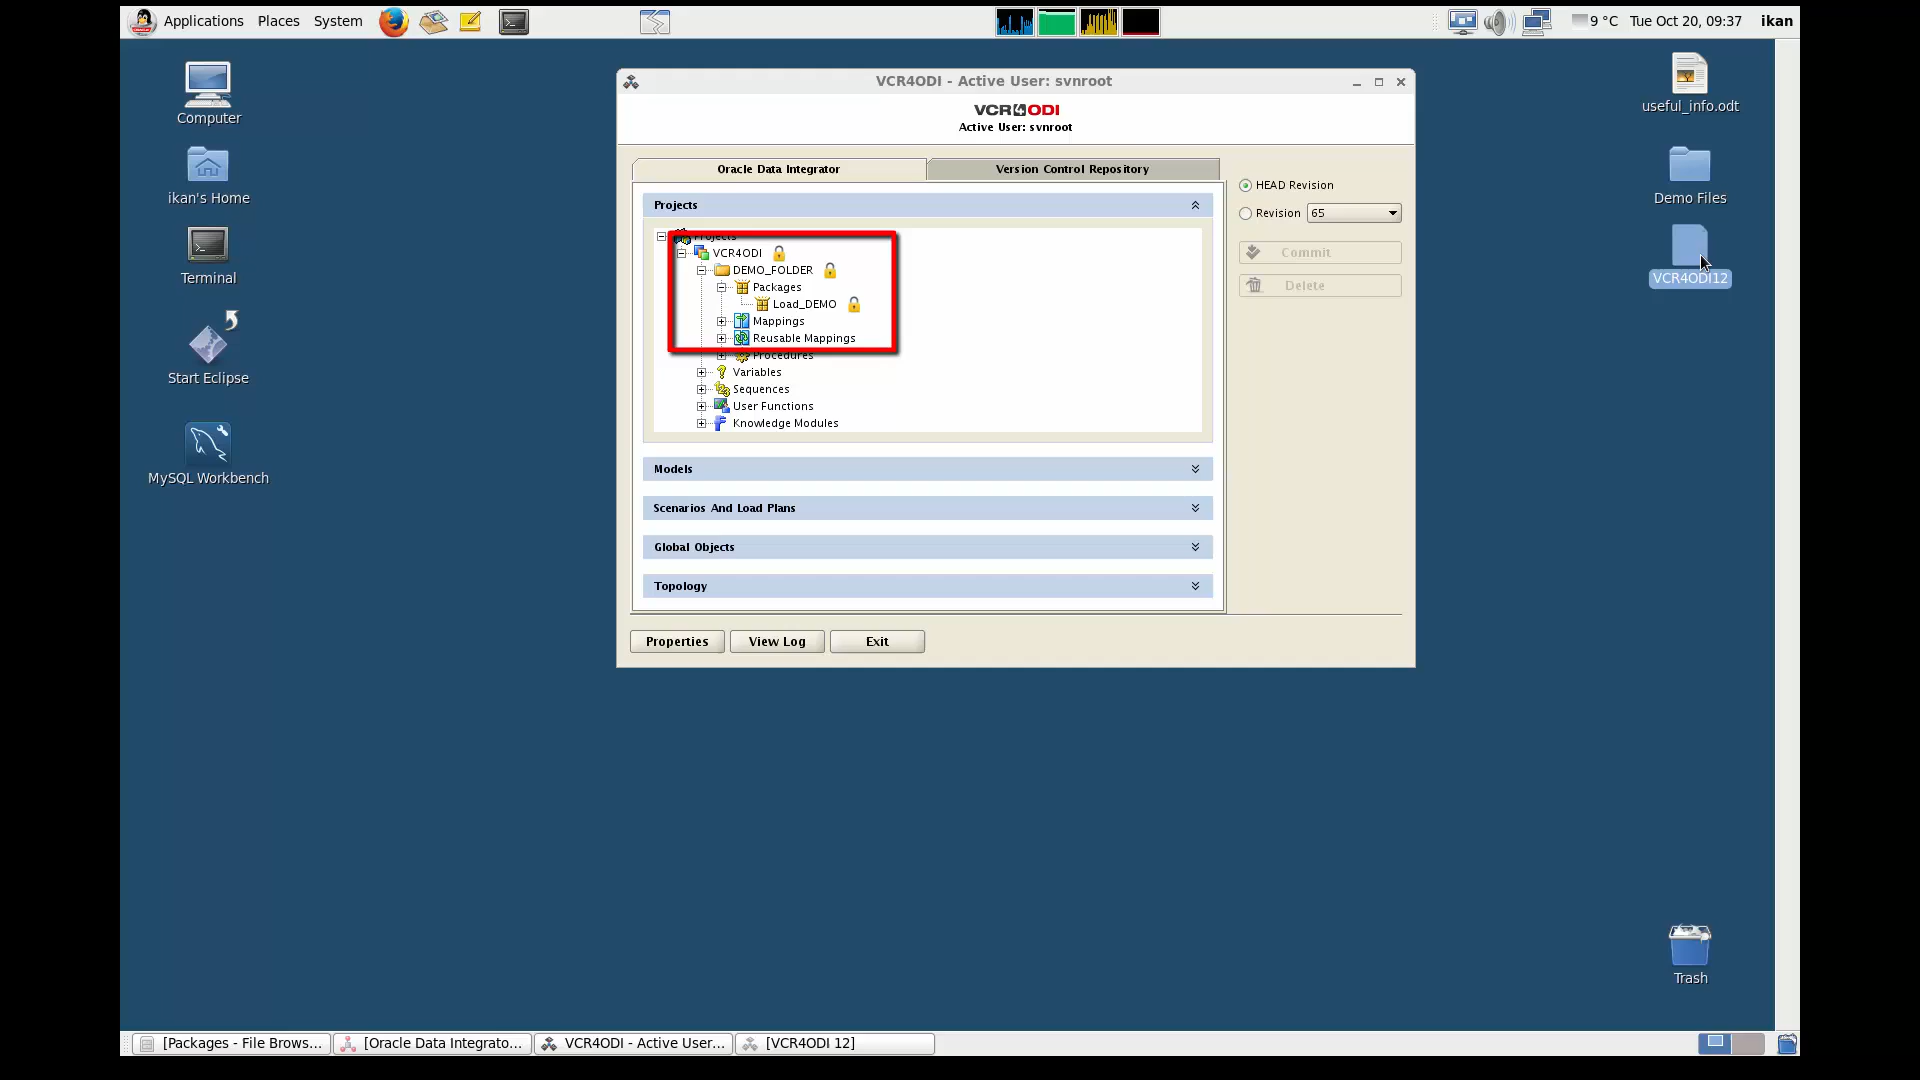 Applications Places System
9 °C Tue Oct 20, 09:37 ikan
Computer
ikan's Home
Terminal
Start Eclipse
MySQL Workbench
useful_info.odt
Demo Files
VCR4ODI12
Trash
VCR4ODI - Active User: svnroot
VCR4ODI
Active User: svnroot
Oracle Data Integrator
Version Control Repository
Projects
Projects
VCR4ODI
DEMO_FOLDER
Packages
Load_DEMO
Mappings
Reusable Mappings
Procedures
Variables
Sequences
User Functions
Knowledge Modules
Models
Scenarios And Load Plans
Global Objects
Topology
HEAD Revision
Revision 65
Commit
Delete
Properties View Log Exit
[Packages - File Brows... [Oracle Data Integrato... VCR4ODI - Active User... [VCR4ODI 12]